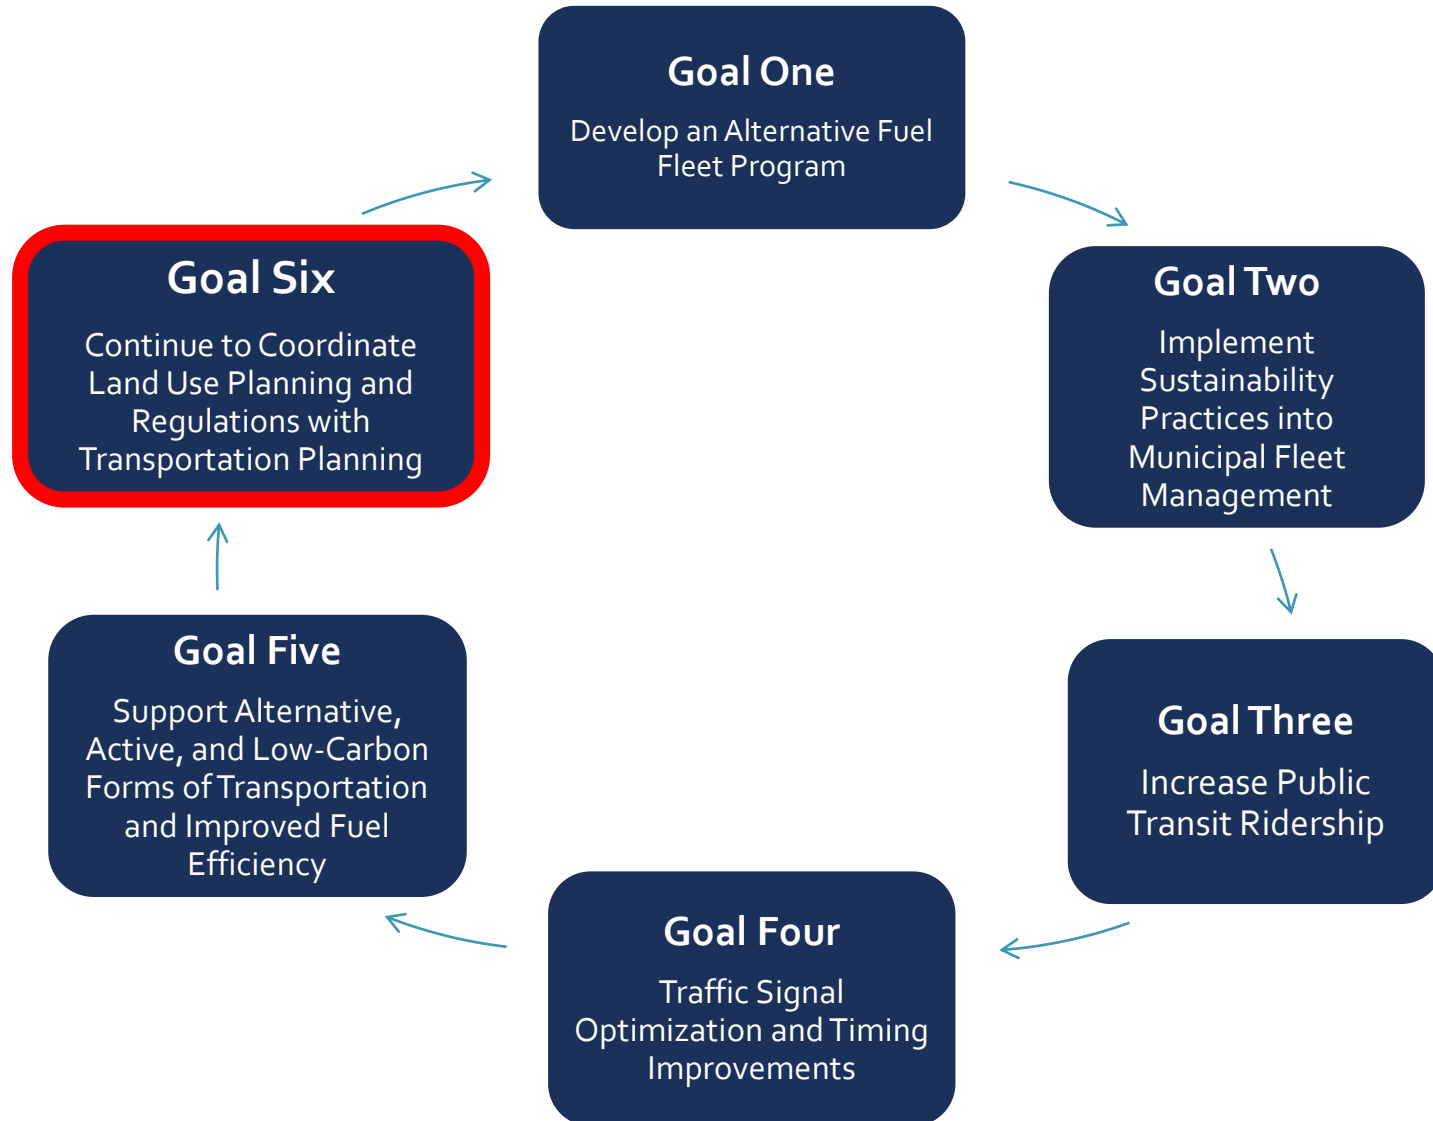 Goal One
Develop an Alternative Fuel
Fleet Program
Goal Two
Implement
Sustainability
Practices into
Municipal Fleet
Management
Goal Three
Increase Public
Transit Ridership
Goal Four
Traffic Signal
Optimization and Timing
Improvements
Goal Five
Support Alternative,
Active, and Low-Carbon
Forms of Transportation
and Improved Fuel
Efficiency
Goal Six
Continue to Coordinate
Land Use Planning and
Regulations with
Transportation Planning